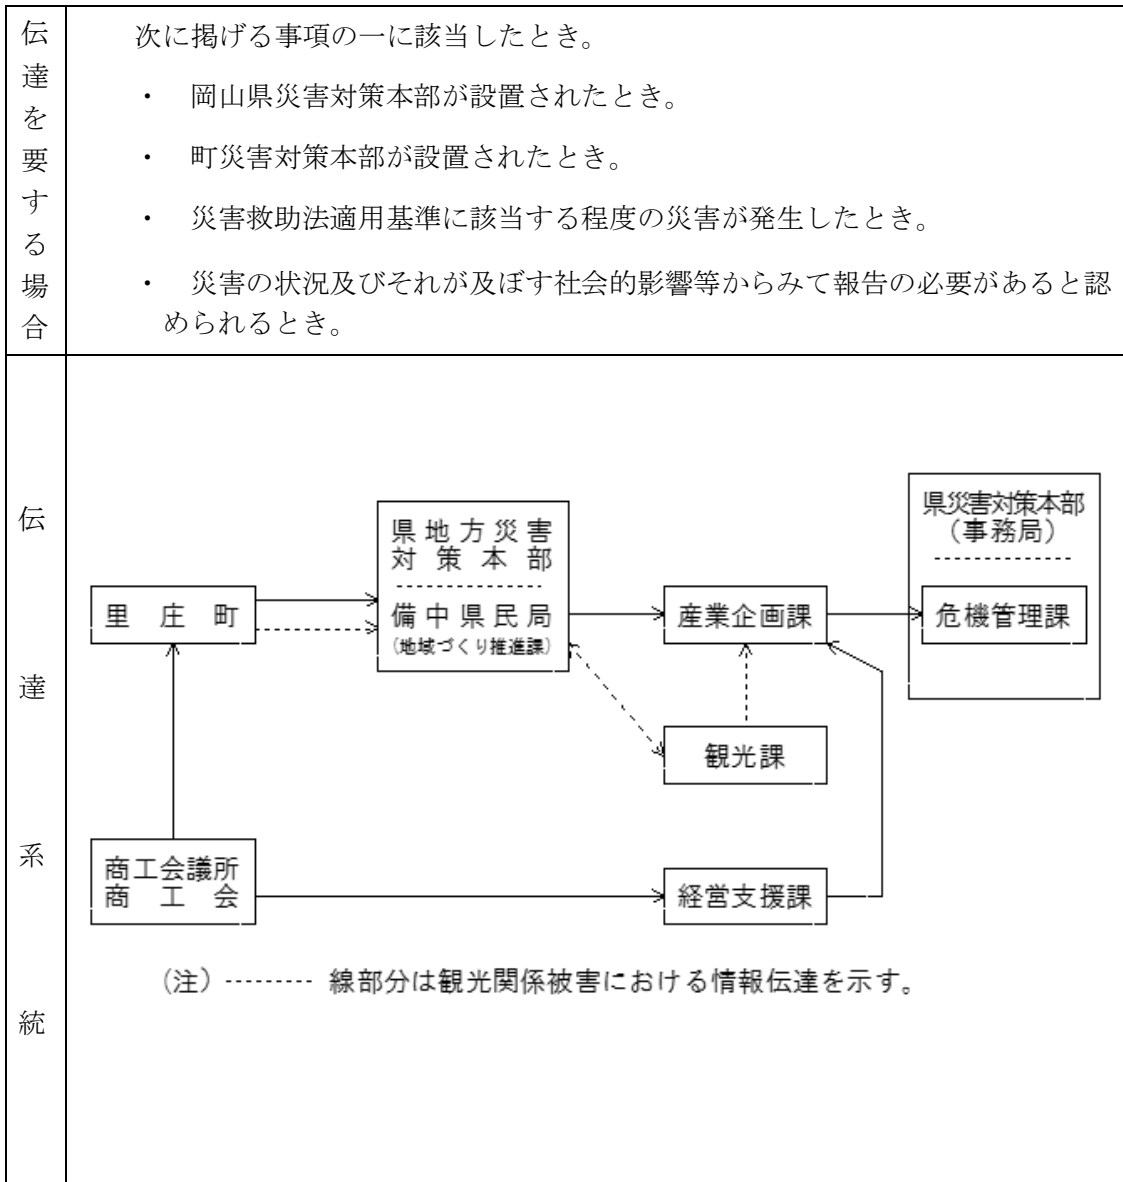 伝達を要する場合
次に掲げる事項の一に該当したとき。
・　岡山県災害対策本部が設置されたとき。
・　町災害対策本部が設置されたとき。
・　災害救助法適用基準に該当する程度の災害が発生したとき。
・　災害の状況及びそれが及ぼす社会的影響等からみて報告の必要があると認
められるとき。
伝達系統
県災害対策本部
（事務局）
危機管理課
県地方災害
対策本部
備中県民局
(地域づくり推進課)
里庄町
産業企画課
観光課
商工会議所
商工会
経営支援課
(注) --------- 線部分は観光関係被害における情報伝達を示す。